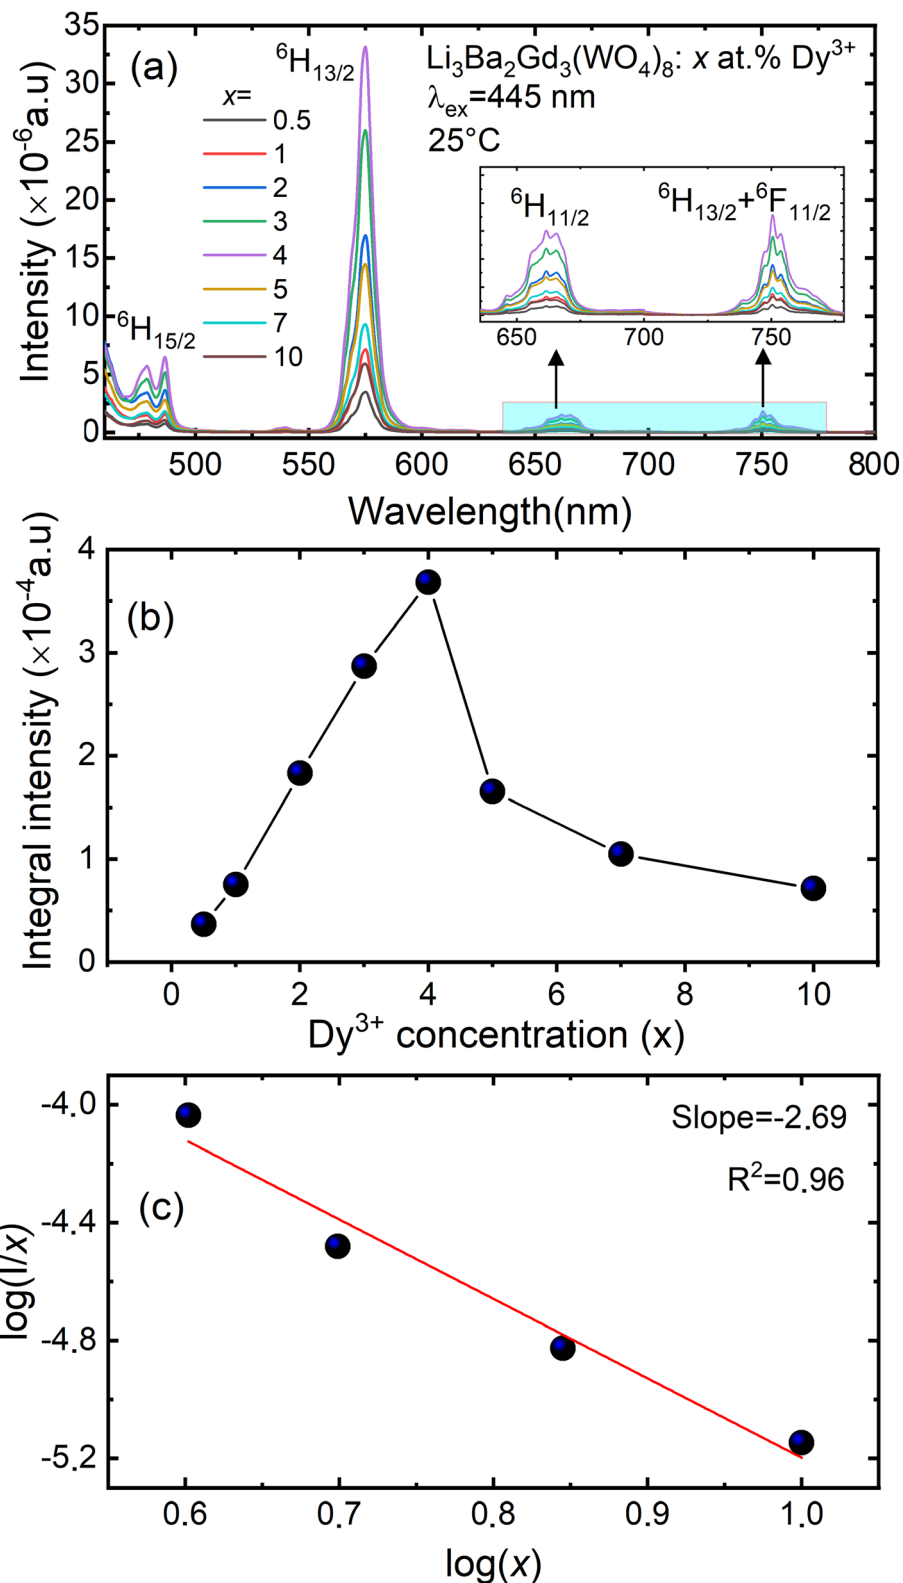 (a)
⁶H₁₃/₂
Li₃Ba₂Gd₃(WO₄)₈: x at.% Dy³⁺
λₑₓ=445 nm
25°C
x=
0.5
1
2
3
4
5
7
10
⁶H₁₅/₂
⁶H₁₁/₂
⁶H₁₃/₂+⁶F₁₁/₂
650 700 750
35
30
25
20
15
10
5
0
Intensity (×10⁻⁶a.u)
500 550 600 650 700 750 800
Wavelength(nm)
(b)
4
3
2
1
0
Integral intensity (×10⁻⁴a.u)
0 2 4 6 8 10
Dy³⁺ concentration (x)
(c)
Slope=-2.69
R²=0.96
-4.0
-4.4
-4.8
-5.2
log(I/x)
0.6 0.7 0.8 0.9 1.0
log(x)